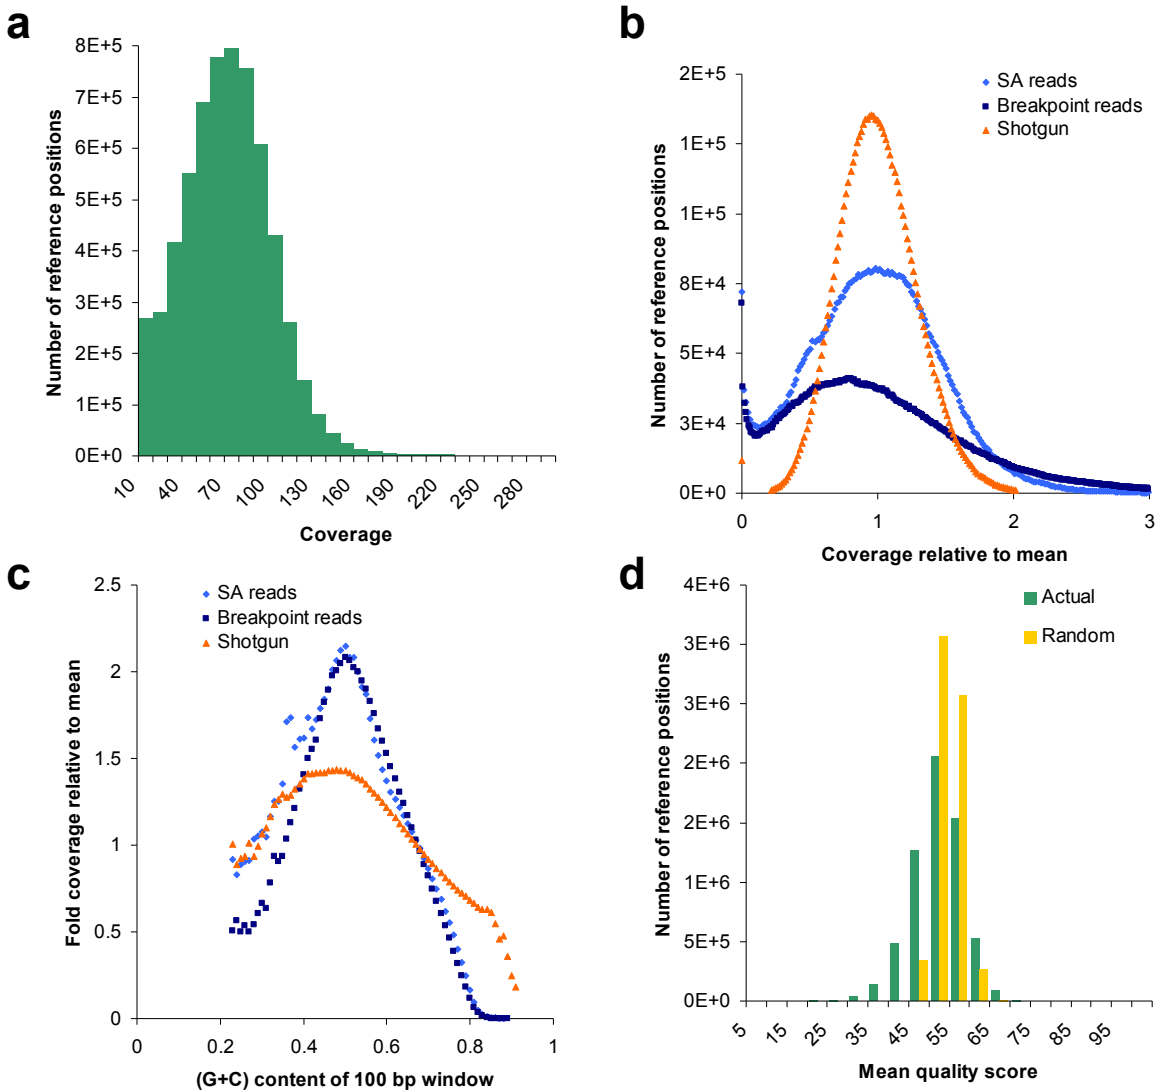 a
8E+5
7E+5
6E+5
5E+5
4E+5
3E+5
2E+5
1E+5
0E+0
Number of reference positions
10
40
70
100
130
160
190
220
250
280
Coverage
b
2E+5
1E+5
1E+5
8E+4
5E+4
3E+4
0E+0
Number of reference positions
SA reads
Breakpoint reads
Shotgun
0
1
2
3
Coverage relative to mean
c
2.5
2
1.5
1
0.5
0
Fold coverage relative to mean
SA reads
Breakpoint reads
Shotgun
0
0.2
0.4
0.6
0.8
1
(G+C) content of 100 bp window
d
4E+6
3E+6
3E+6
2E+6
2E+6
1E+6
5E+5
0E+0
Number of reference positions
Actual
Random
5
15
25
35
45
55
65
75
85
95
Mean quality score